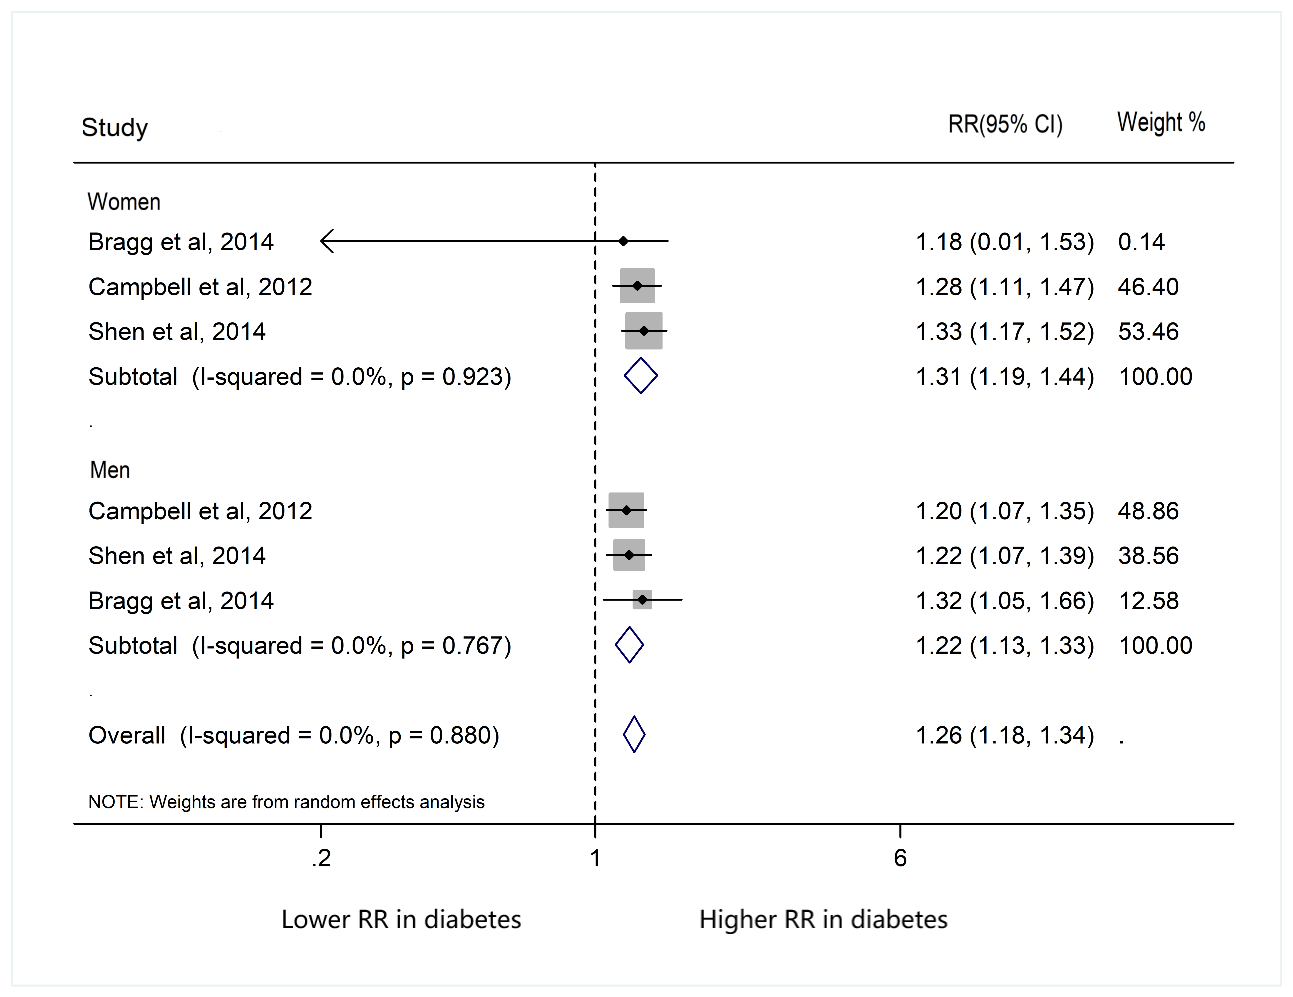 Study RR(95% CI) Weight %
Women
Bragg et al, 2014 1.18 (0.01, 1.53) 0.14
Campbell et al, 2012 1.28 (1.11, 1.47) 46.40
Shen et al, 2014 1.33 (1.17, 1.52) 53.46
Subtotal (I-squared = 0.0%, p = 0.923) 1.31 (1.19, 1.44) 100.00
.
Men
Campbell et al, 2012 1.20 (1.07, 1.35) 48.86
Shen et al, 2014 1.22 (1.07, 1.39) 38.56
Bragg et al, 2014 1.32 (1.05, 1.66) 12.58
Subtotal (I-squared = 0.0%, p = 0.767) 1.22 (1.13, 1.33) 100.00
.
Overall (I-squared = 0.0%, p = 0.880) 1.26 (1.18, 1.34) .
NOTE: Weights are from random effects analysis
.2 1 6
Lower RR in diabetes Higher RR in diabetes